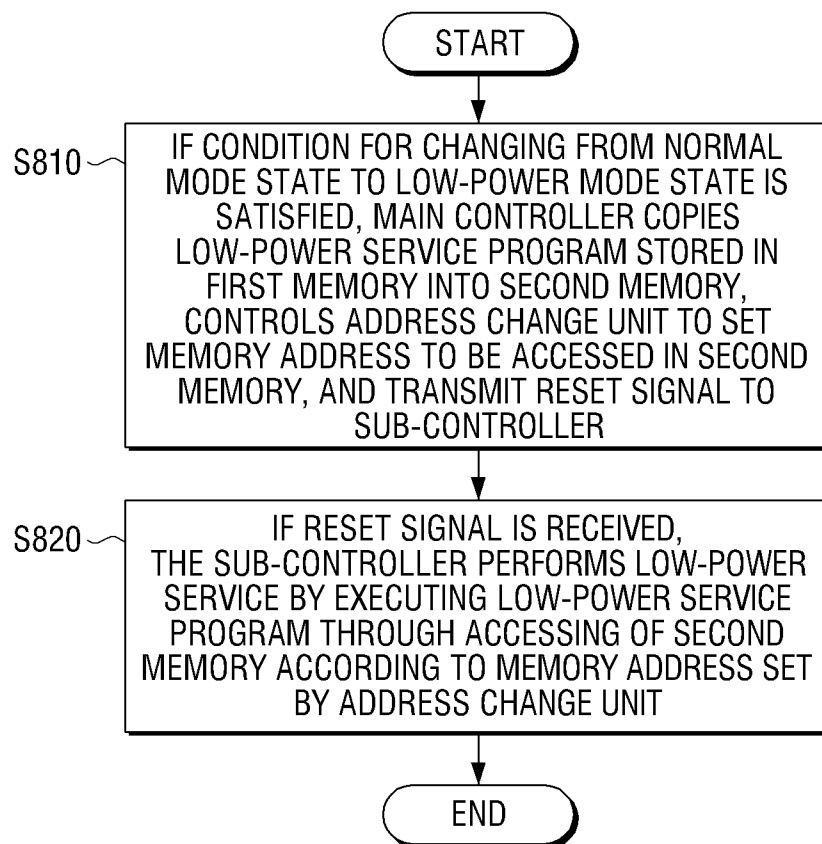 START
S810
IF CONDITION FOR CHANGING FROM NORMAL
MODE STATE TO LOW-POWER MODE STATE IS
SATISFIED, MAIN CONTROLLER COPIES
LOW-POWER SERVICE PROGRAM STORED IN
FIRST MEMORY INTO SECOND MEMORY,
CONTROLS ADDRESS CHANGE UNIT TO SET
MEMORY ADDRESS TO BE ACCESSED IN SECOND
MEMORY, AND TRANSMIT RESET SIGNAL TO
SUB-CONTROLLER
S820
IF RESET SIGNAL IS RECEIVED,
THE SUB-CONTROLLER PERFORMS LOW-POWER
SERVICE BY EXECUTING LOW-POWER SERVICE
PROGRAM THROUGH ACCESSING OF SECOND
MEMORY ACCORDING TO MEMORY ADDRESS SET
BY ADDRESS CHANGE UNIT
END